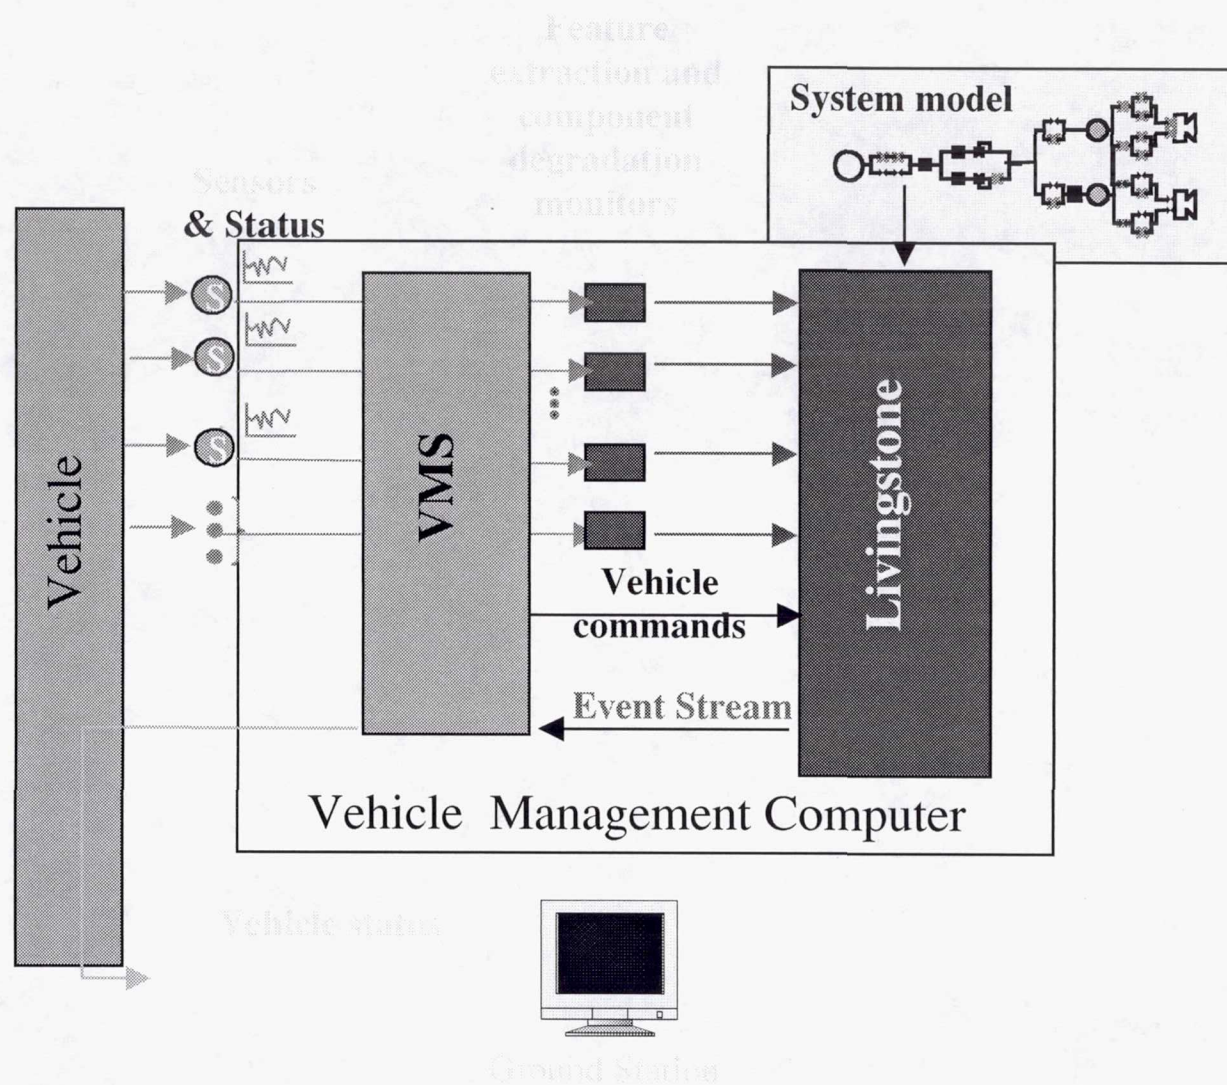 Feature
extraction and
component
degradation
monitors
System model
Sensors
& Status
S
S
S
Vehicle
VMS
Livingstone
Vehicle
commands
Event Stream
Vehicle Management Computer
Vehicle status
Ground Station